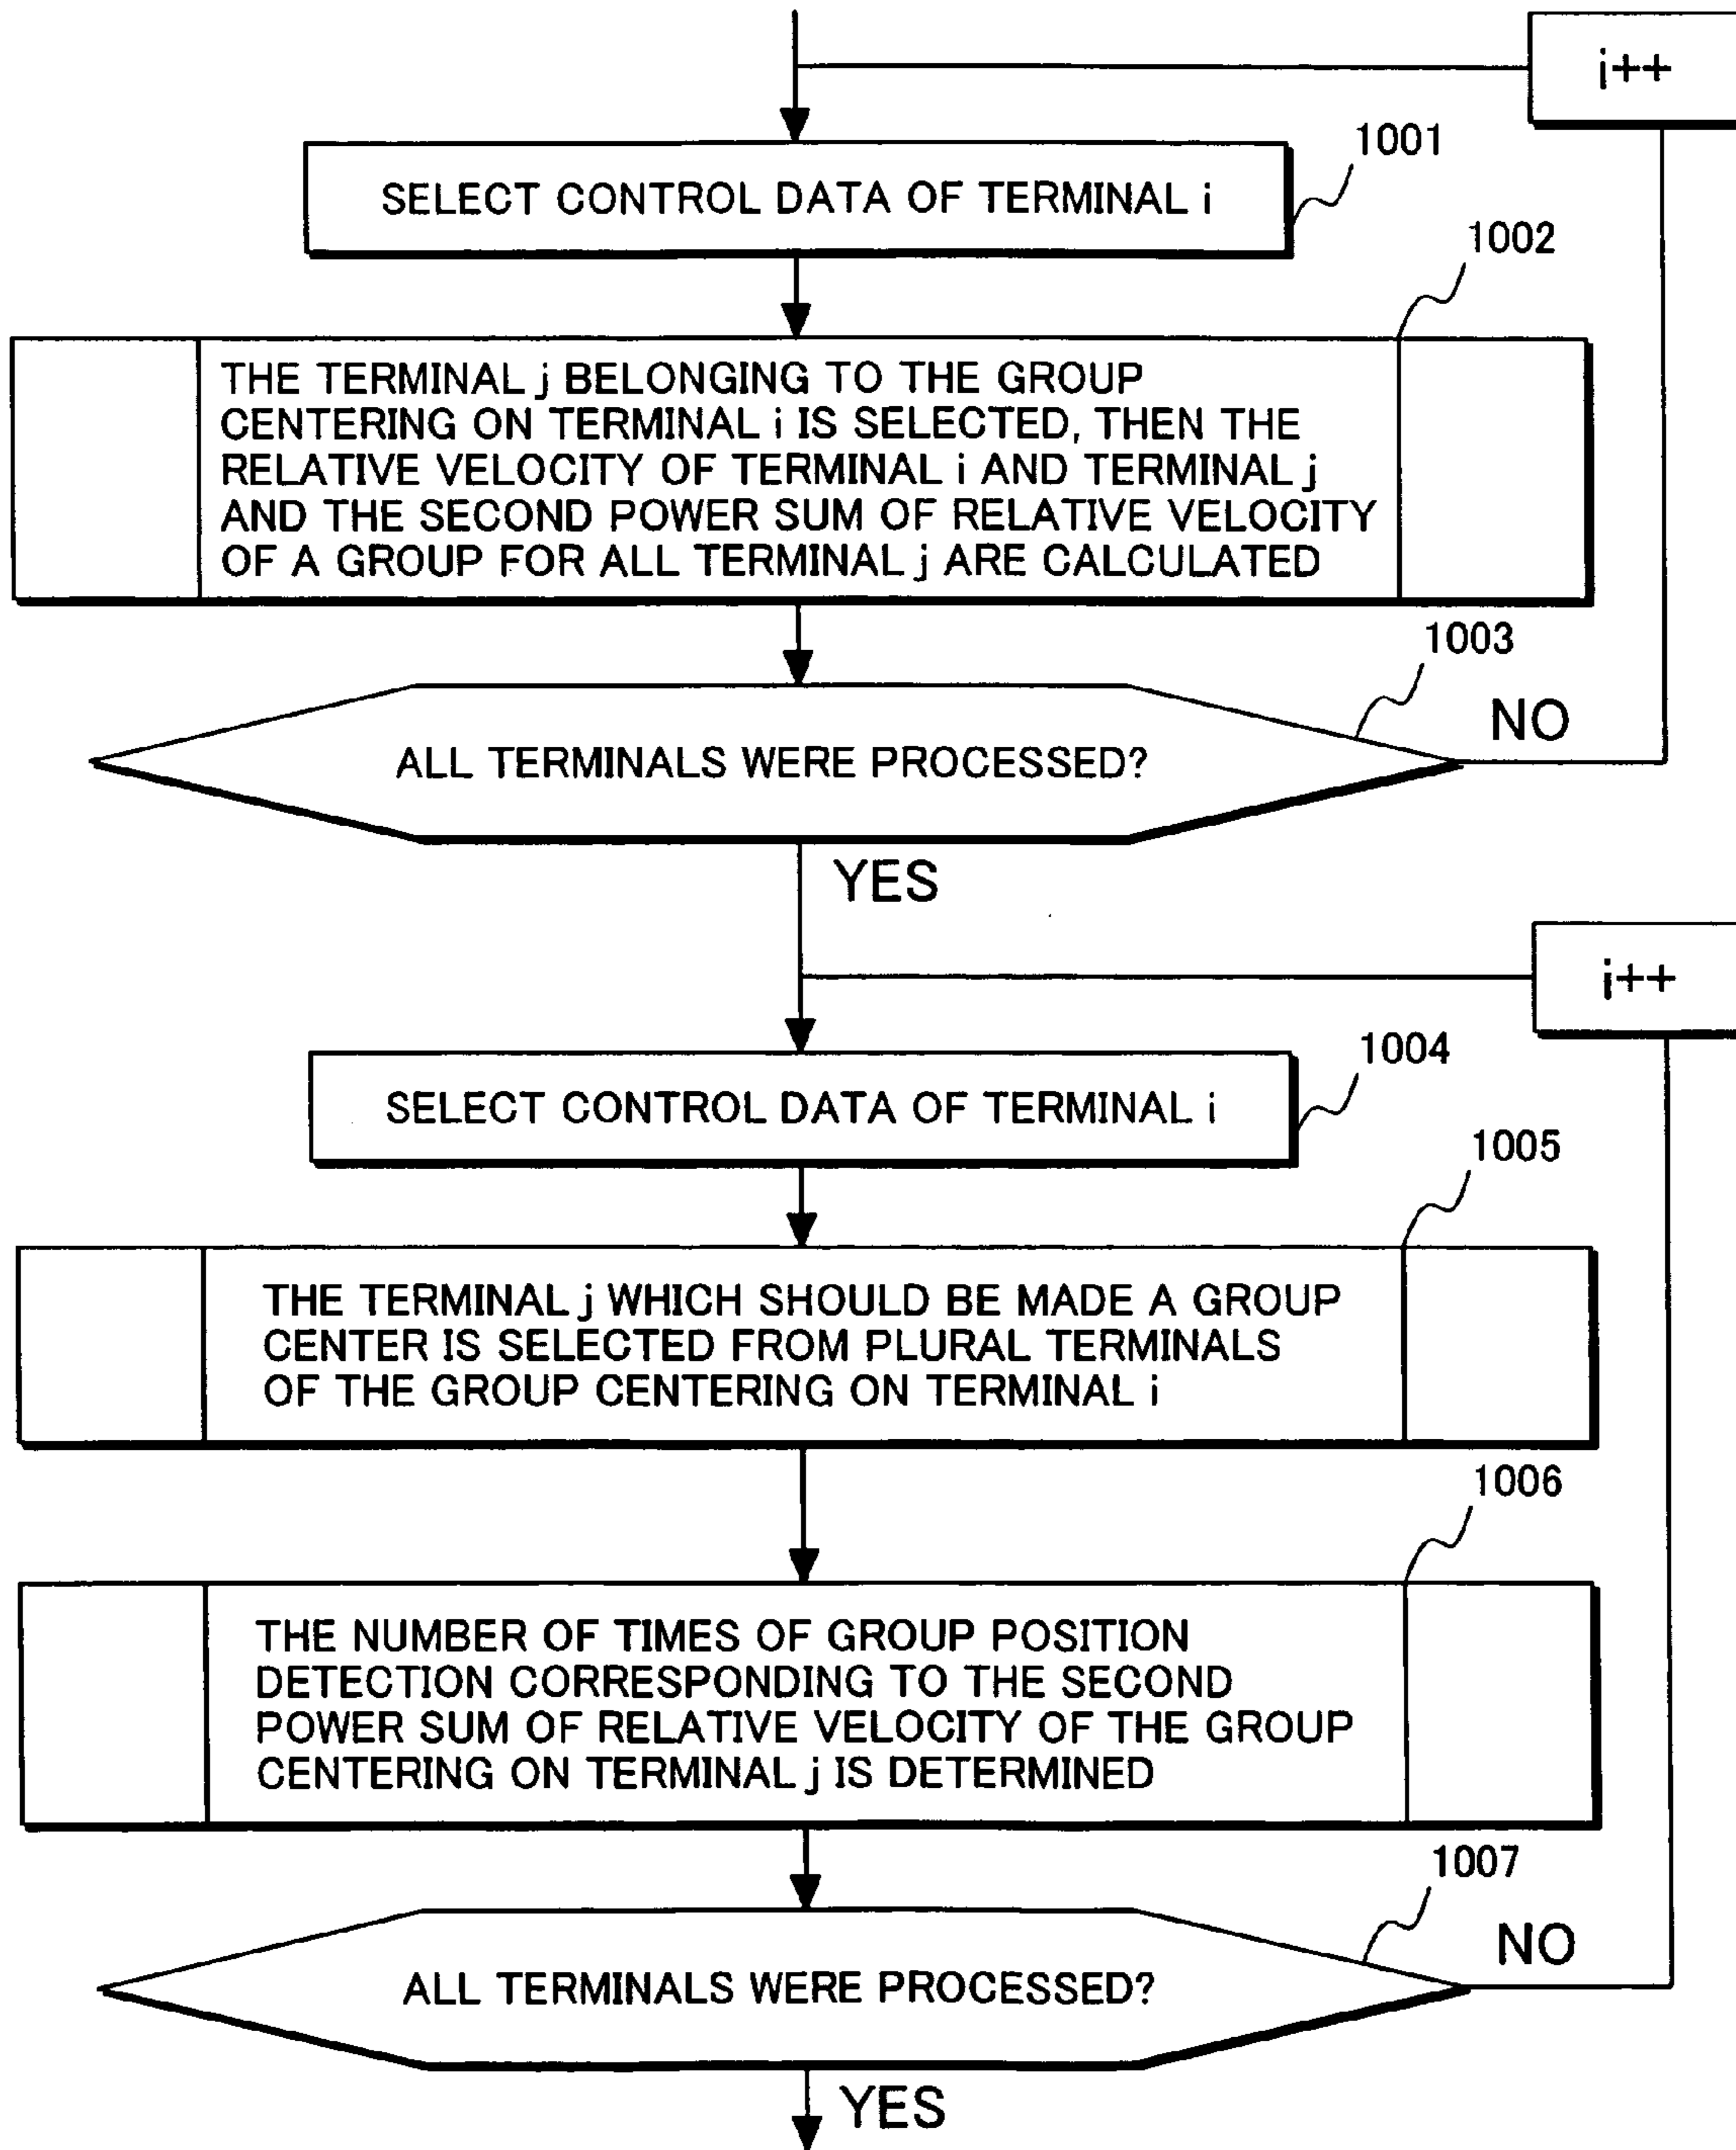 i++
1001
SELECT CONTROL DATA OF TERMINAL i
1002
THE TERMINAL j BELONGING TO THE GROUP
CENTERING ON TERMINAL i IS SELECTED, THEN THE
RELATIVE VELOCITY OF TERMINAL i AND TERMINAL j
AND THE SECOND POWER SUM OF RELATIVE VELOCITY
OF A GROUP FOR ALL TERMINAL j ARE CALCULATED
1003
ALL TERMINALS WERE PROCESSED?
NO
YES
i++
1004
SELECT CONTROL DATA OF TERMINAL i
1005
THE TERMINAL j WHICH SHOULD BE MADE A GROUP
CENTER IS SELECTED FROM PLURAL TERMINALS
OF THE GROUP CENTERING ON TERMINAL i
1006
THE NUMBER OF TIMES OF GROUP POSITION
DETECTION CORRESPONDING TO THE SECOND
POWER SUM OF RELATIVE VELOCITY OF THE GROUP
CENTERING ON TERMINAL j IS DETERMINED
1007
ALL TERMINALS WERE PROCESSED?
NO
YES